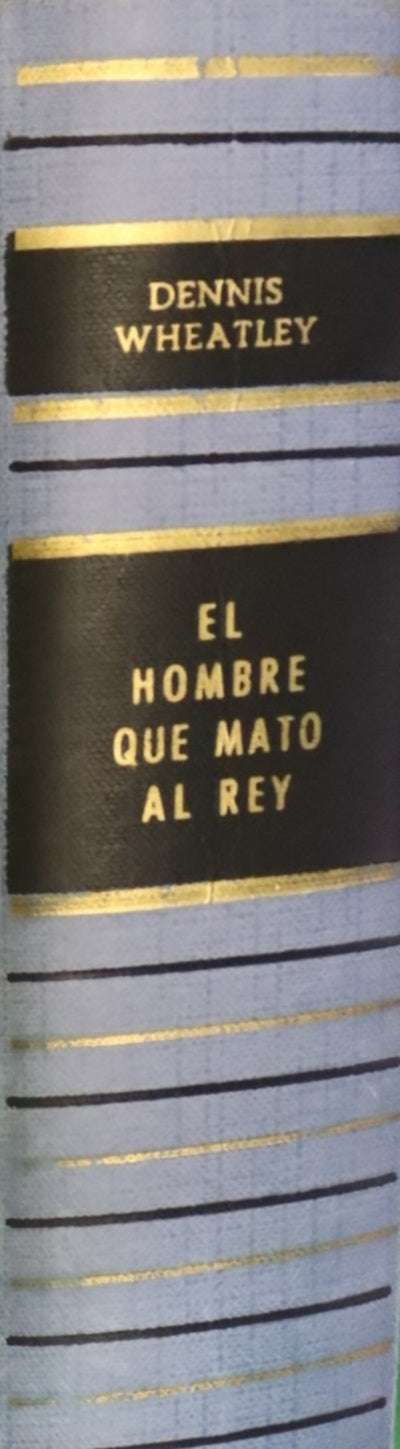 DENNIS
WHEATLEY
EL
HOMBRE
QUE MATO
AL REY